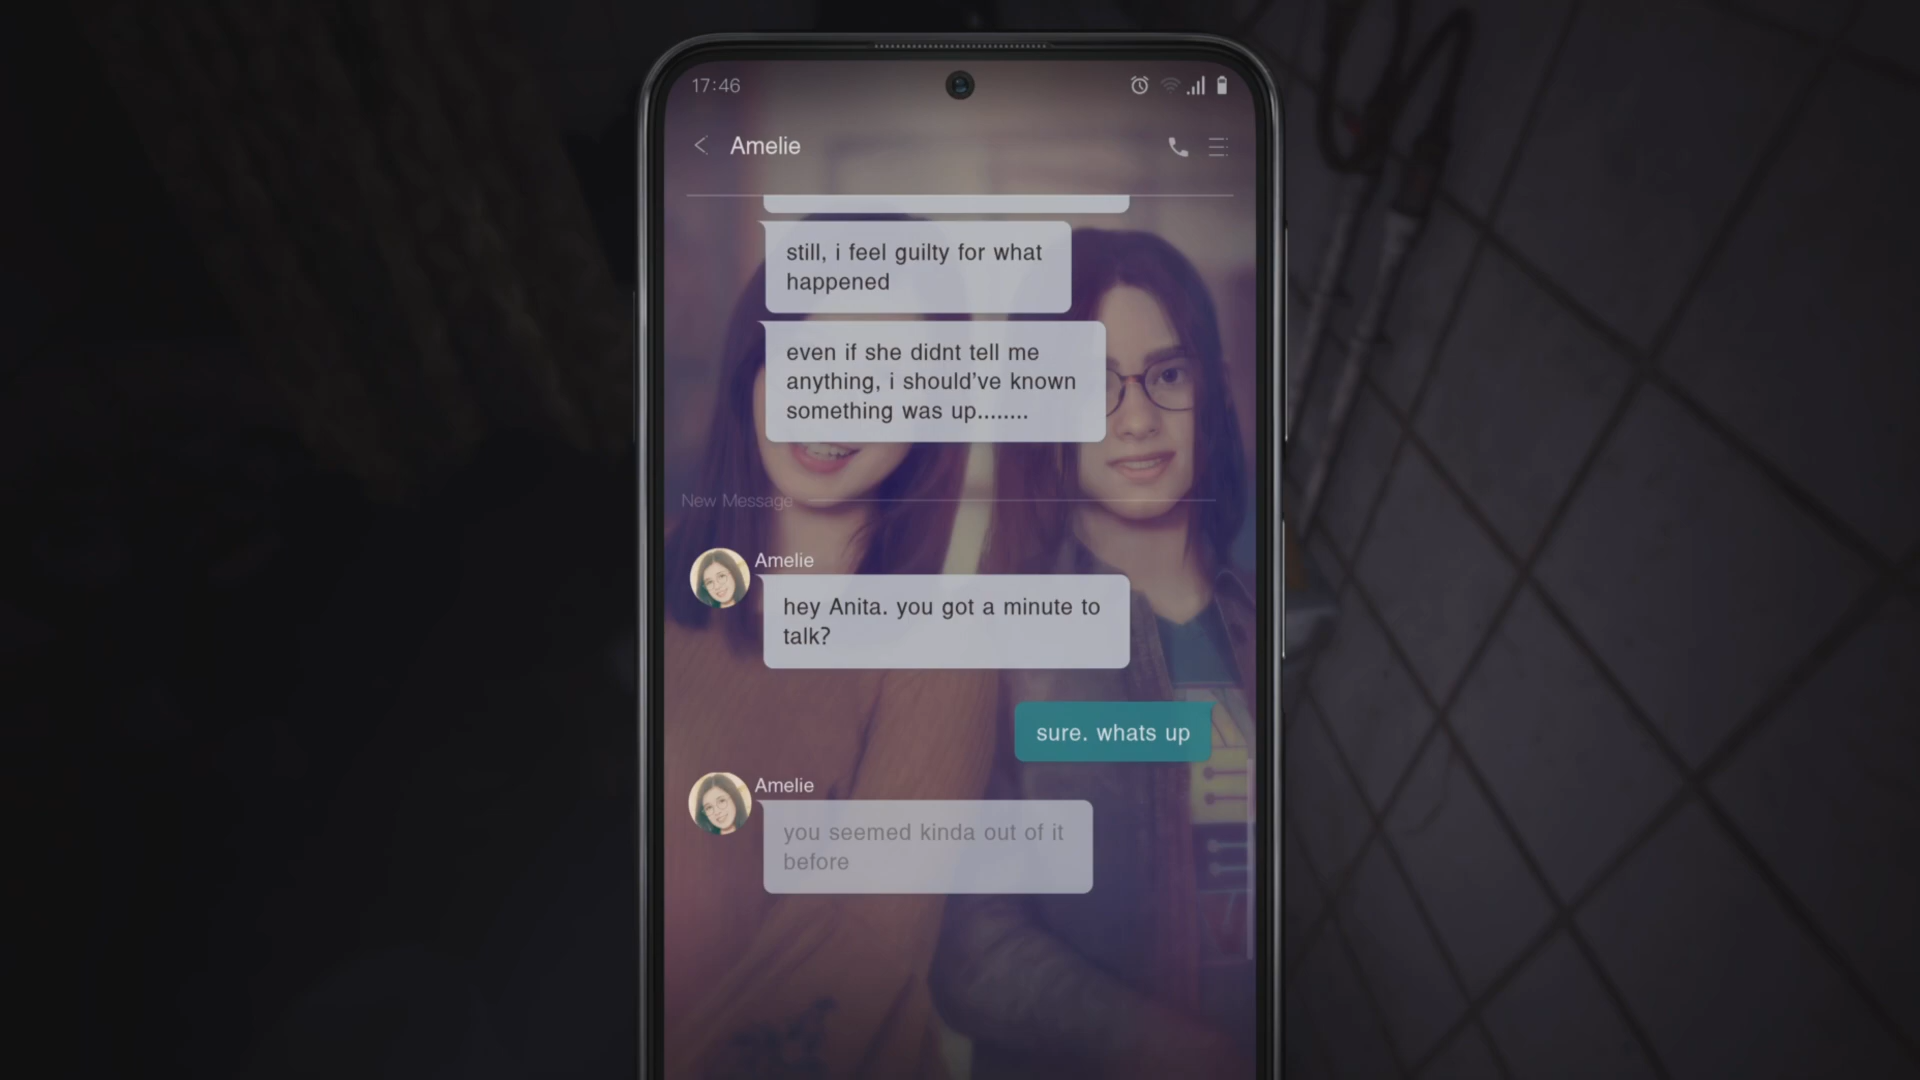 17:46
Amelie
still, i feel guilty for what
happened
even if she didnt tell me
anything, i should’ve known
something was up........
New Message
Amelie
hey Anita. you got a minute to
talk?
sure. whats up
Amelie
you seemed kinda out of it
before